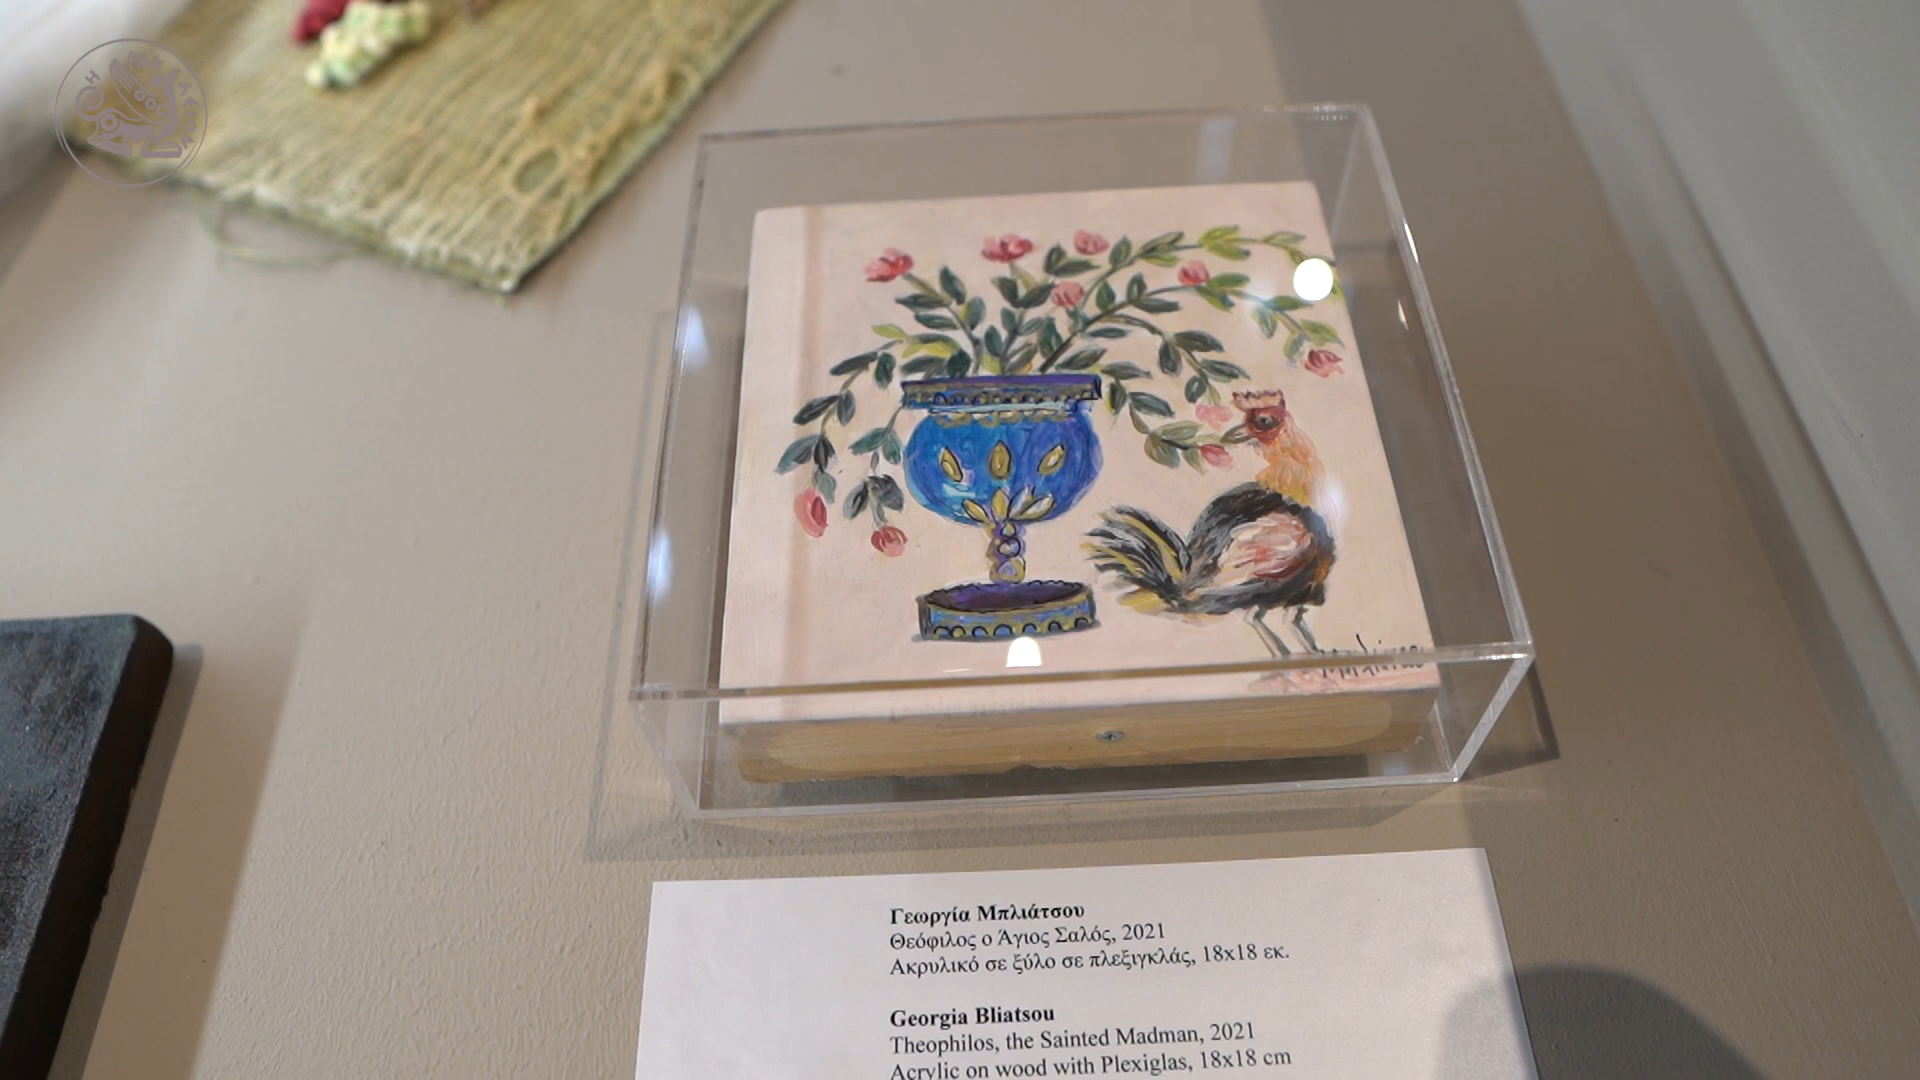 Γεωργία Μπλιάτσου
Θεόφιλος ο Άγιος Σαλός, 2021
Ακρυλικό σε ξύλο σε πλεξιγκλάς, 18x18 εκ.
Georgia Bliatsou
Theophilos, the Sainted Madman, 2021
Acrylic on wood with Plexiglas, 18x18 cm